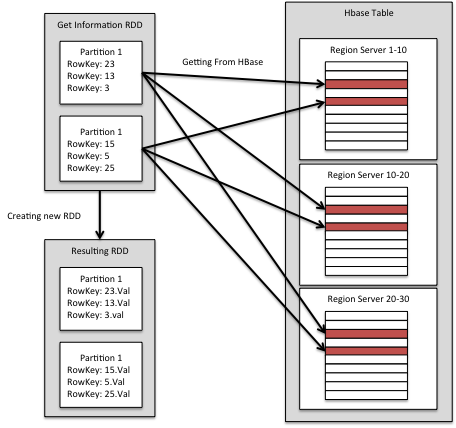 Get Information RDD
Partition 1
RowKey: 23
RowKey: 13
RowKey: 3
Partition 1
RowKey: 15
RowKey: 5
RowKey: 25
Creating new RDD
Resulting RDD
Partition 1
RowKey: 23.Val
RowKey: 13.Val
RowKey: 3.val
Partition 1
RowKey: 15.Val
RowKey: 5.Val
RowKey: 25.Val
Getting From HBase
Hbase Table
Region Server 1-10
Region Server 10-20
Region Server 20-30